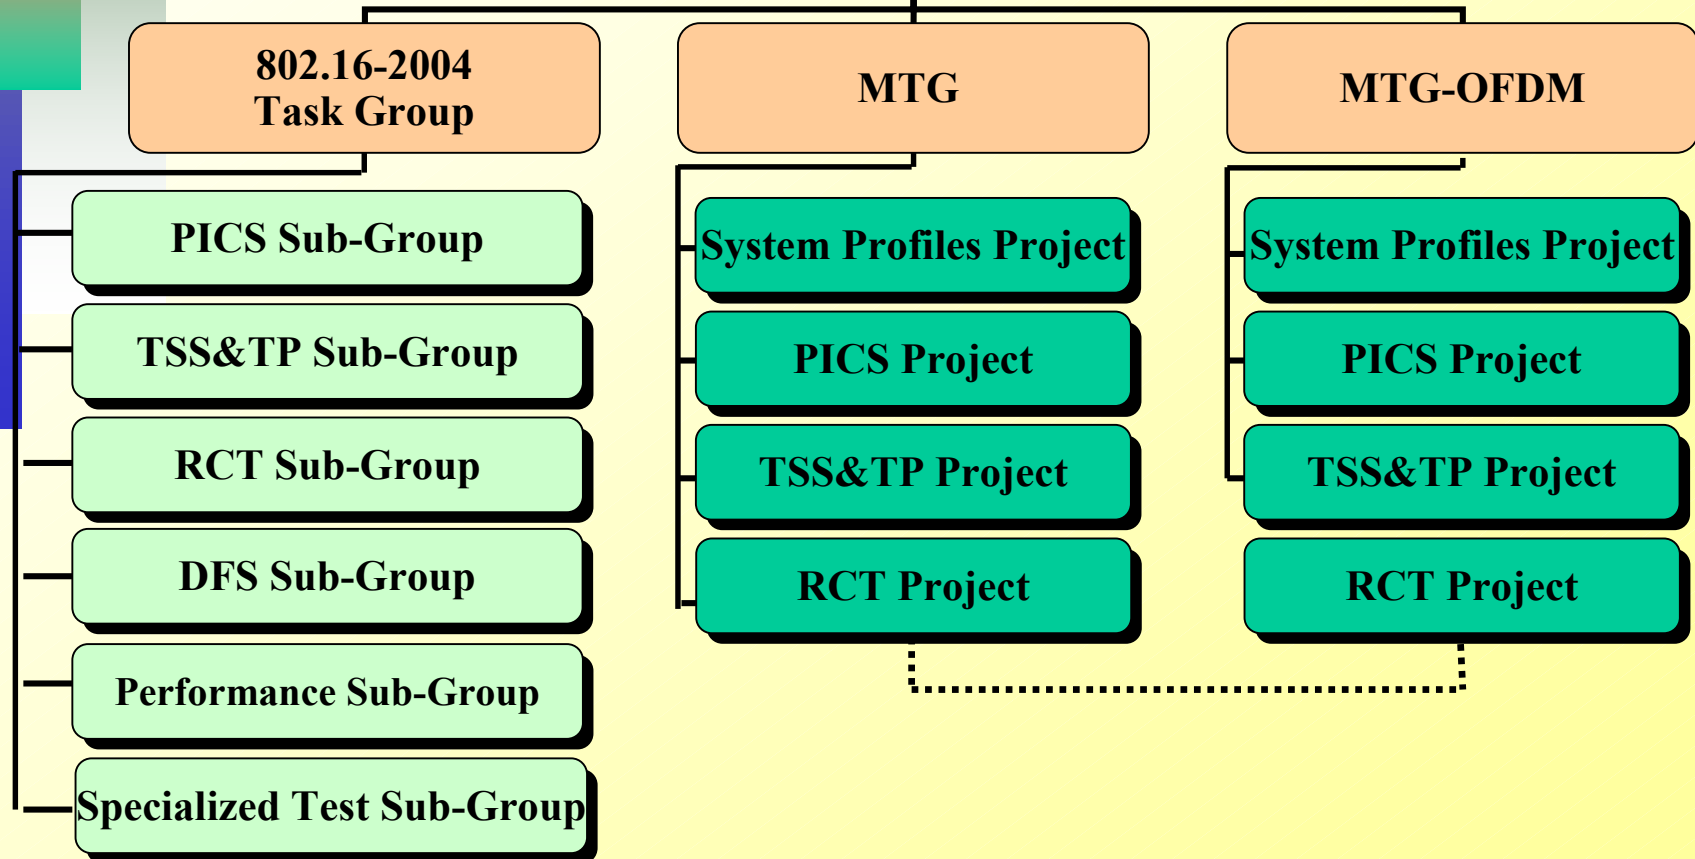 802.16-2004
Task Group
PICS Sub-Group
TSS&TP Sub-Group
RCT Sub-Group
DFS Sub-Group
Performance Sub-Group
Specialized Test Sub-Group
MTG
System Profiles Project
PICS Project
TSS&TP Project
RCT Project
MTG-OFDM
System Profiles Project
PICS Project
TSS&TP Project
RCT Project